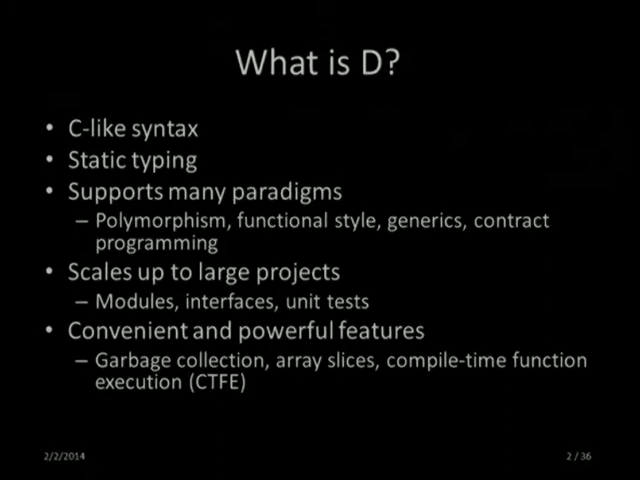 What is D?
• C-like syntax
• Static typing
• Supports many paradigms
– Polymorphism, functional style, generics, contract
programming
• Scales up to large projects
– Modules, interfaces, unit tests
• Convenient and powerful features
– Garbage collection, array slices, compile-time function
execution (CTFE)
2/2/2014
2 / 36